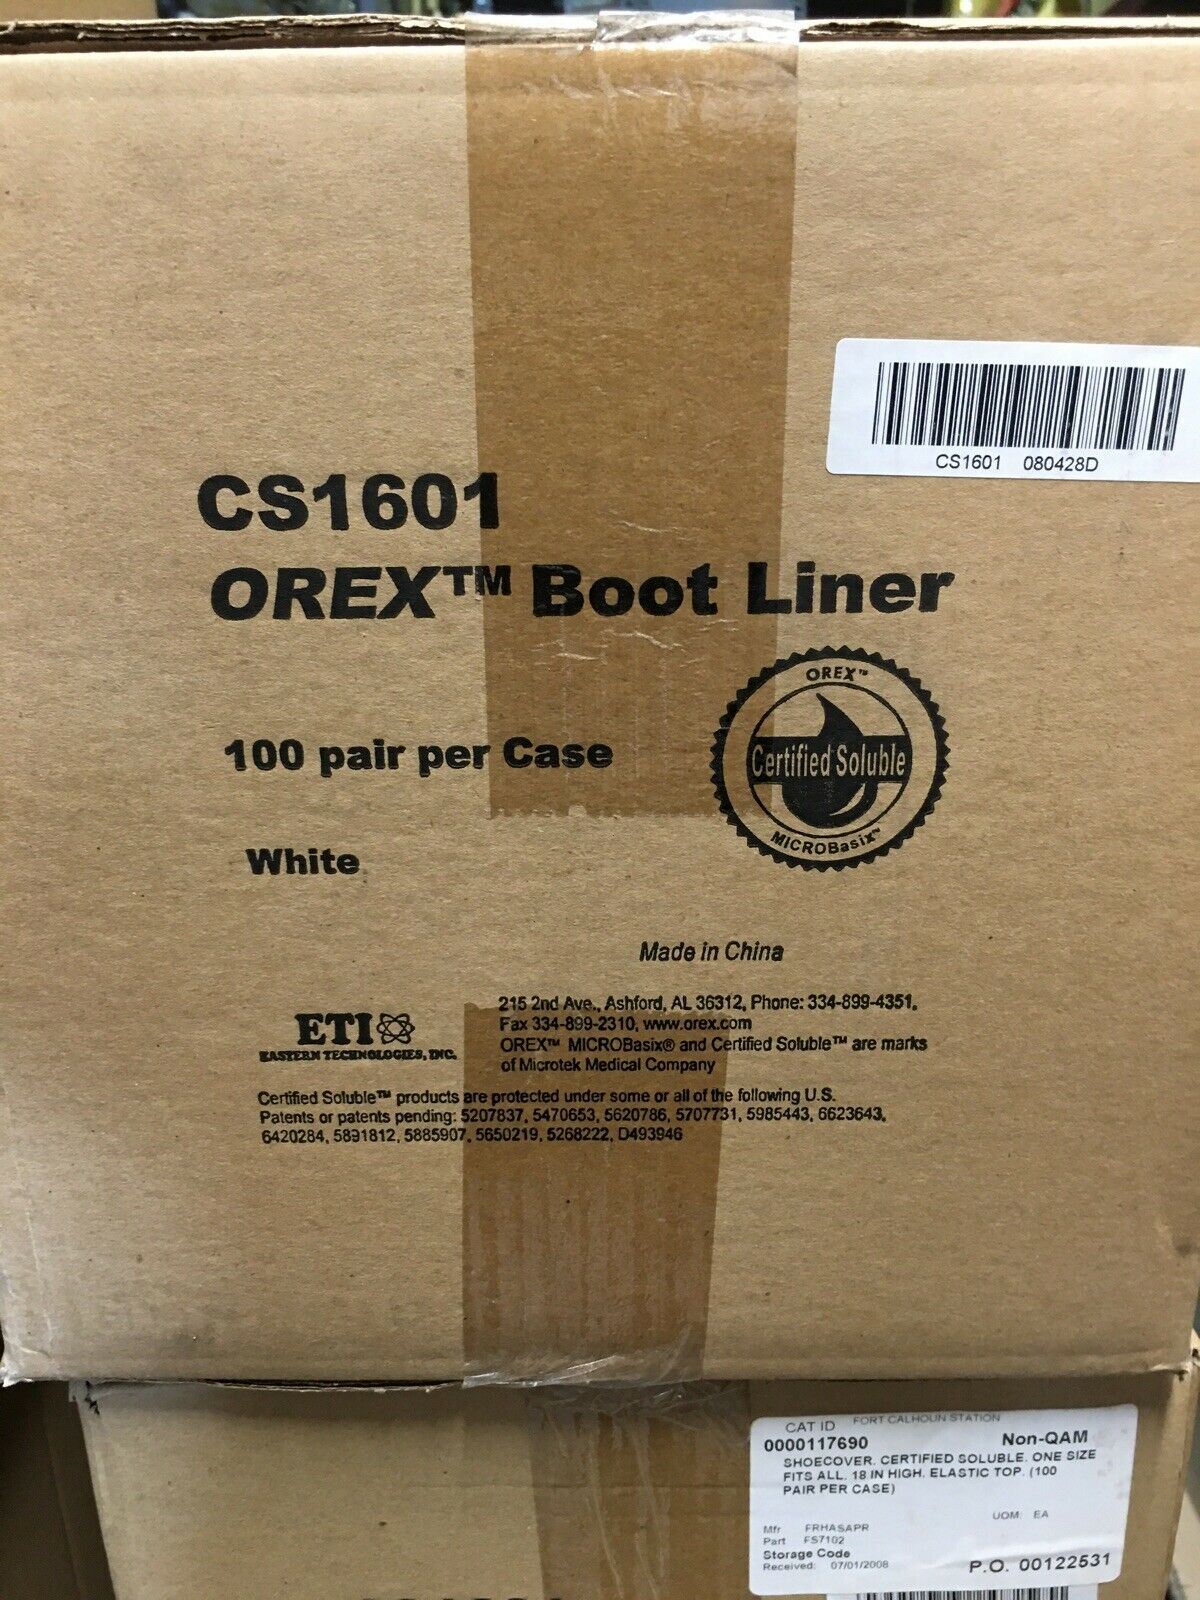 CS1601 080428D
CS1601
OREX™ Boot Liner
OREX™
Certified Soluble
MICROBasix™
100 pair per Case
White
Made in China
ETI
EASTERN TECHNOLOGIES, INC.
215 2nd Ave., Ashford, AL 36312, Phone: 334-899-4351,
Fax 334-899-2310, www.orex.com
OREX™ MICROBasix® and Certified Soluble™ are marks
of Microtek Medical Company
Certified Soluble™ products are protected under some or all of the following U.S.
Patents or patents pending: 5207837, 5470653, 5620786, 5707731, 5985443, 6623643,
6420284, 5891812, 5885907, 5650219, 5268222, D493946
CAT ID FORT CALHOUN STATION
0000117690 Non-QAM
SHOECOVER. CERTIFIED SOLUBLE. ONE SIZE
FITS ALL. 18 IN HIGH. ELASTIC TOP. (100
PAIR PER CASE)
UOM: EA
Mfr FRHASAPR
Part FS7102
Storage Code
Received: 07/01/2008 P.O. 00122531